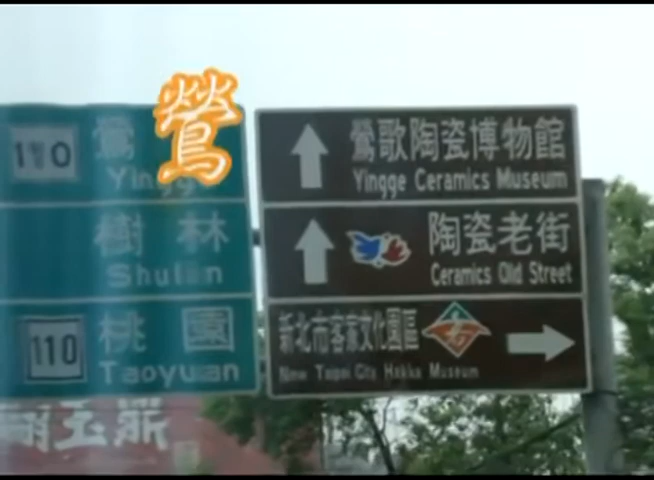 鶯
110
鶯
Yingge
樹 林
Shulin
110
桃 園
Taoyuan
鶯歌陶瓷博物館
Yingge Ceramics Museum
陶瓷老街
Ceramics Old Street
新北市客家文化園區
New Taipei City Hakka Museum